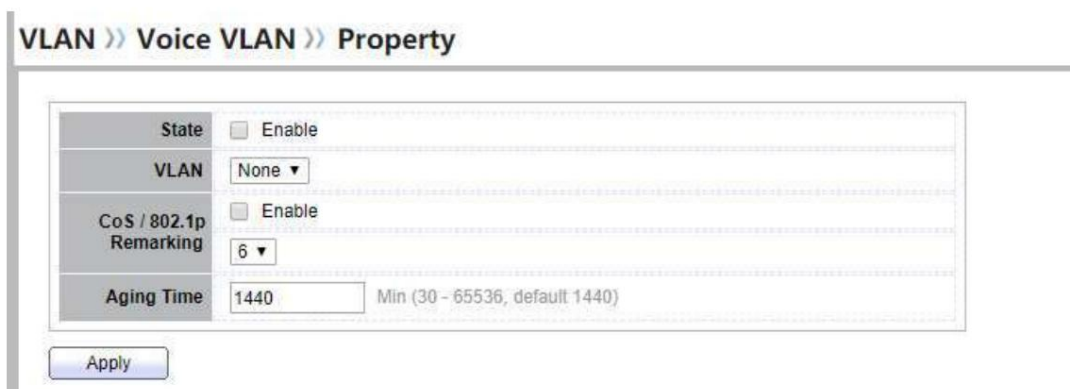 VLAN >> Voice VLAN >> Property
State Enable
VLAN None ▼
CoS / 802.1p Remarking Enable
6 ▼
Aging Time 1440 Min (30 - 65536, default 1440)
Apply